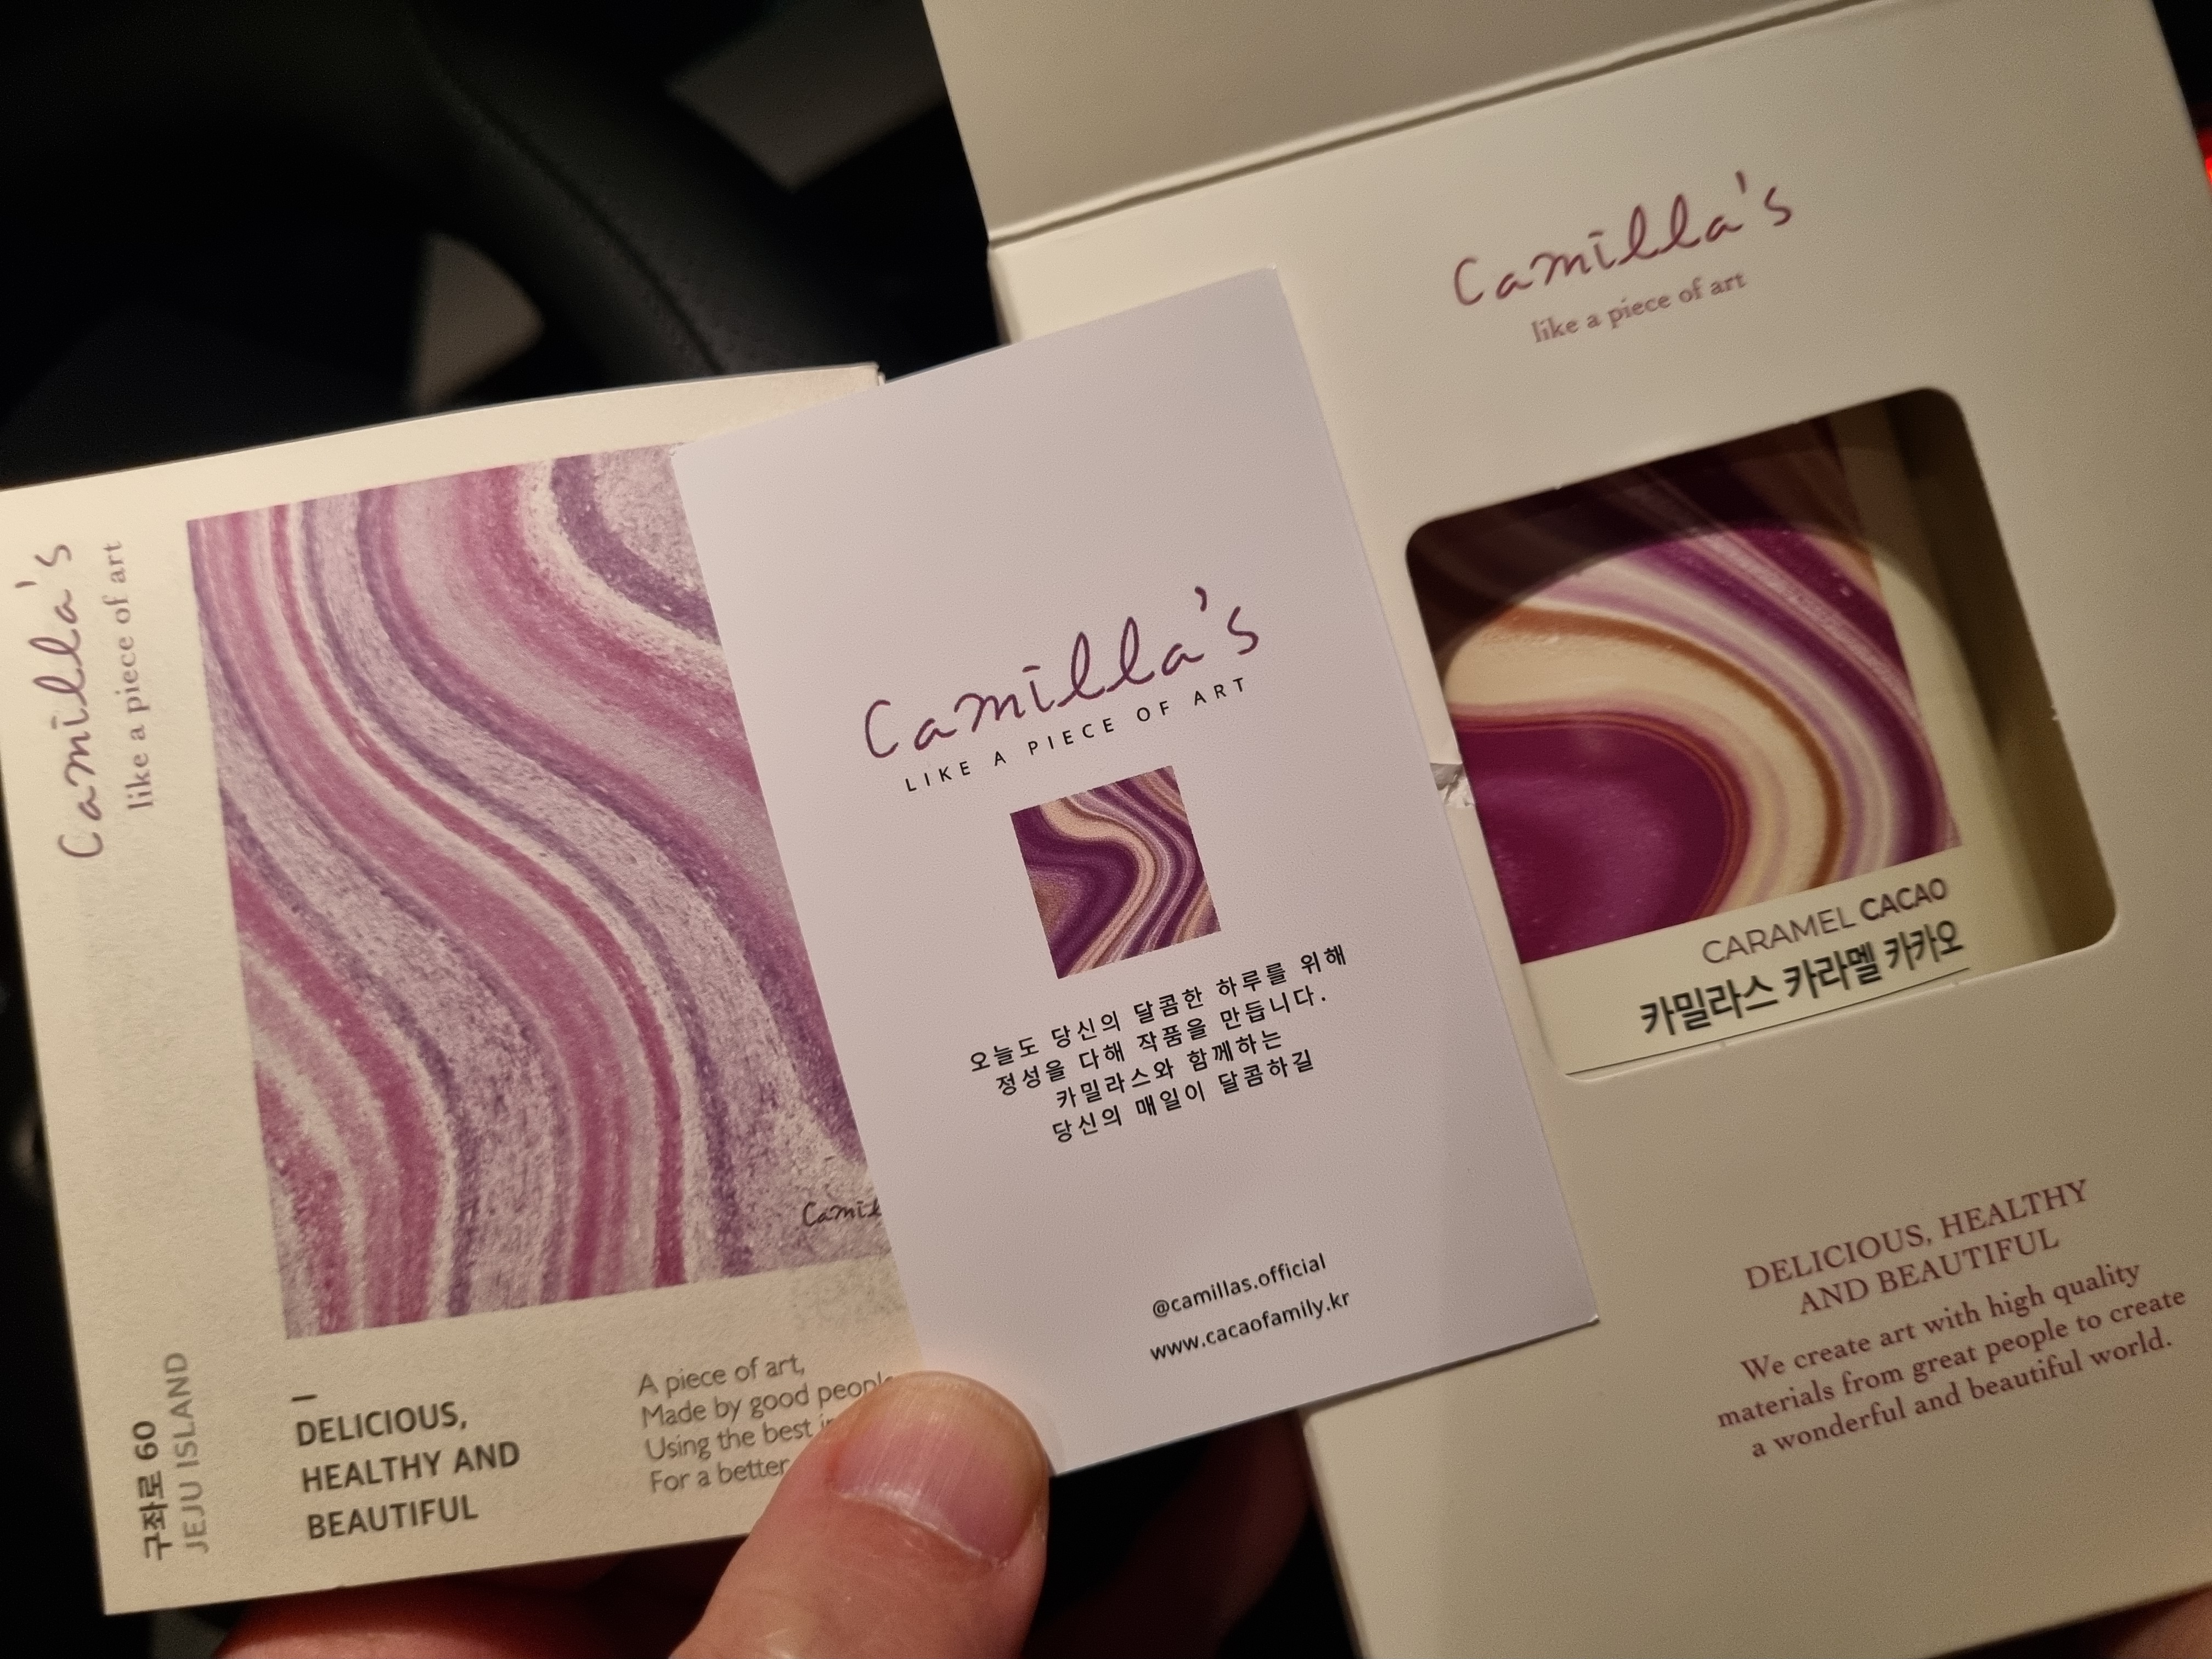 Camilla's
like a piece of art
구좌로 60
JEJU ISLAND
DELICIOUS,
HEALTHY AND
BEAUTIFUL
A piece of art,
Made by good
Using the best
For a better
Camilla's
LIKE A PIECE OF ART
오늘도 당신의 달콤한 하루를 위해
정성을 다해 작품을 만듭니다.
카밀라스와 함께하는
당신의 매일이 달콤하길
@camillas.official
www.cacaofamily.kr
Camilla's
like a piece of art
CARAMEL CACAO
카밀라스 카라멜 카카오
DELICIOUS, HEALTHY
AND BEAUTIFUL
We create art with high quality
materials from great people to create
a wonderful and beautiful world.